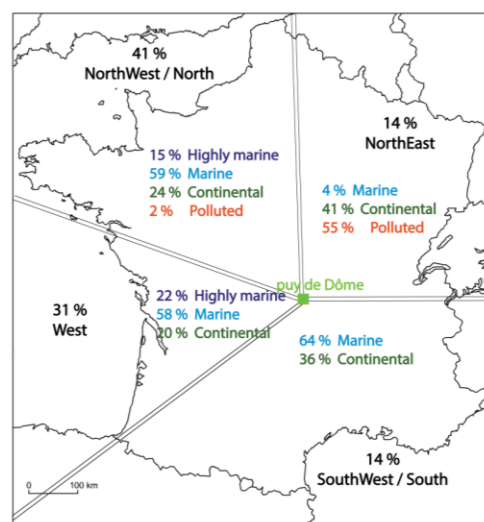 41 %
NorthWest / North
14 %
NorthEast
15 % Highly marine
59 % Marine
24 % Continental
2 % Polluted
4 % Marine
41 % Continental
55 % Polluted
puy de Dôme
31 %
West
22 % Highly marine
58 % Marine
20 % Continental
64 % Marine
36 % Continental
14 %
SouthWest / South
0 100 km